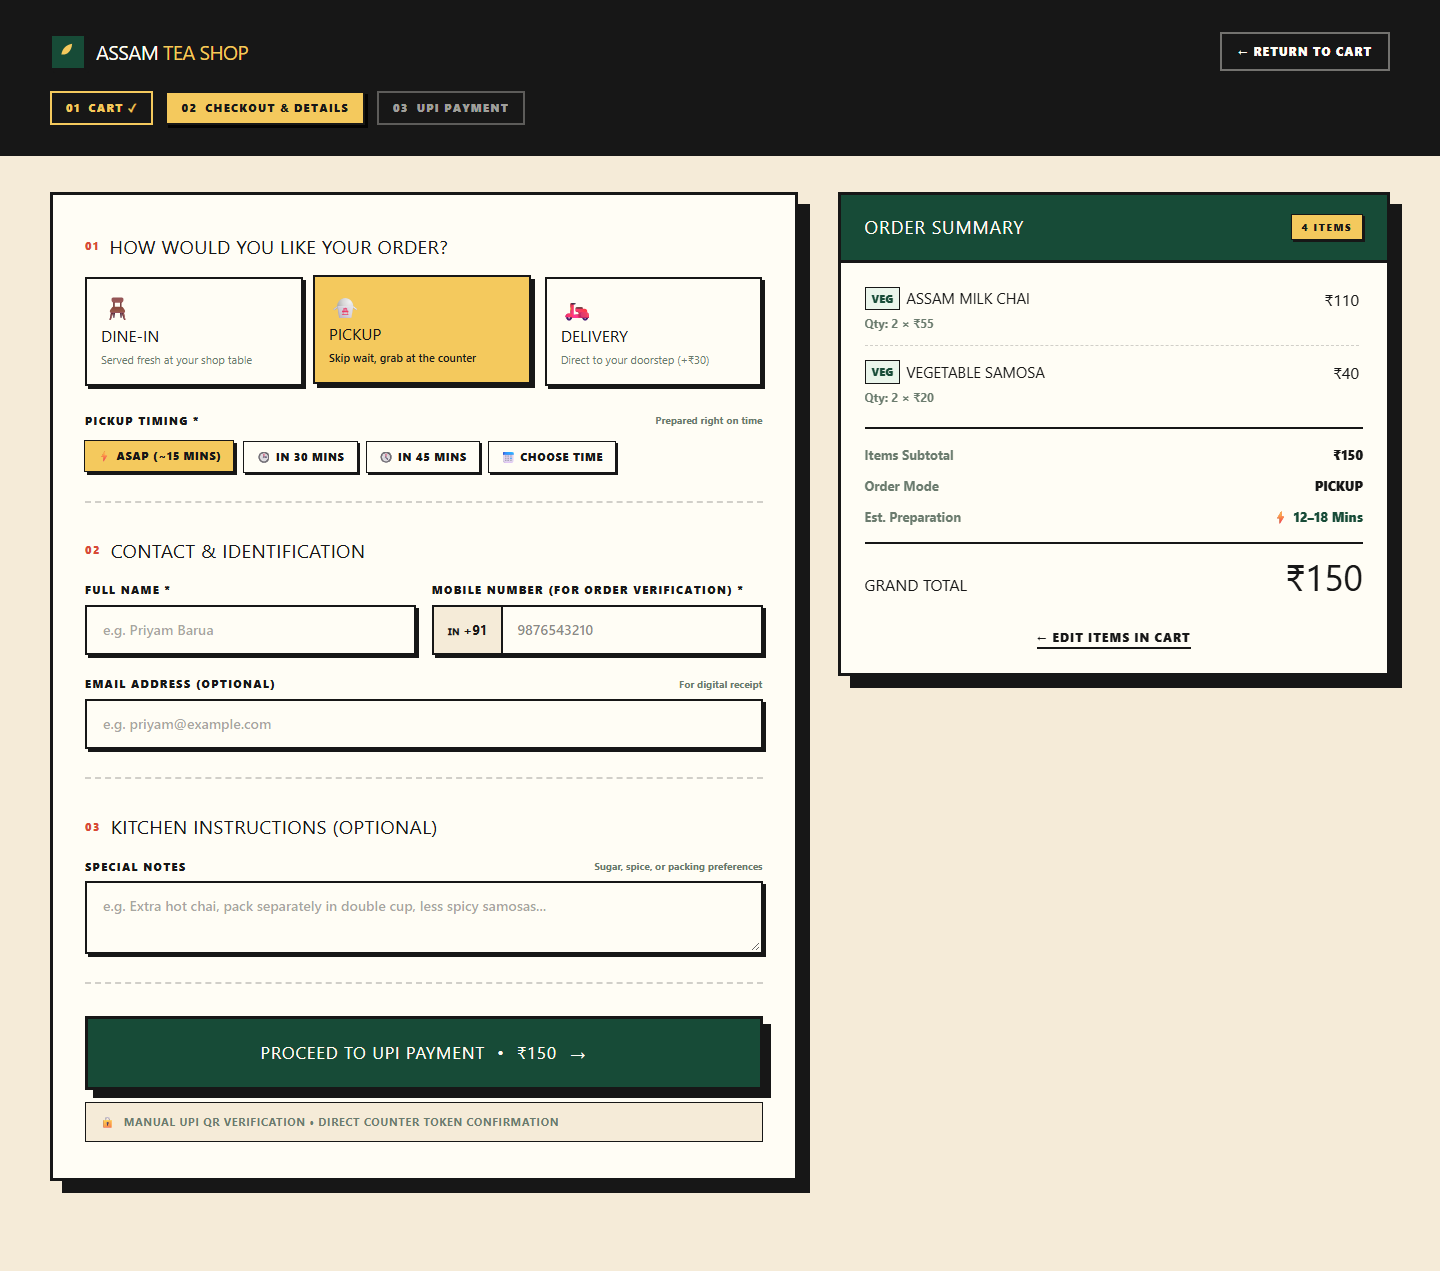 ASSAM TEA SHOP
← RETURN TO CART
01 CART ✓
02 CHECKOUT & DETAILS
03 UPI PAYMENT
01 HOW WOULD YOU LIKE YOUR ORDER?
DINE-IN
Served fresh at your shop table
PICKUP
Skip wait, grab at the counter
DELIVERY
Direct to your doorstep (+₹30)
PICKUP TIMING *
Prepared right on time
ASAP (~15 MINS)
IN 30 MINS
IN 45 MINS
CHOOSE TIME
02 CONTACT & IDENTIFICATION
FULL NAME *
e.g. Priyam Barua
MOBILE NUMBER (FOR ORDER VERIFICATION) *
IN +91
9876543210
EMAIL ADDRESS (OPTIONAL)
For digital receipt
e.g. priyam@example.com
03 KITCHEN INSTRUCTIONS (OPTIONAL)
SPECIAL NOTES
Sugar, spice, or packing preferences
e.g. Extra hot chai, pack separately in double cup, less spicy samosas...
PROCEED TO UPI PAYMENT • ₹150 →
MANUAL UPI QR VERIFICATION • DIRECT COUNTER TOKEN CONFIRMATION
ORDER SUMMARY
4 ITEMS
VEG ASSAM MILK CHAI
₹110
Qty: 2 × ₹55
VEG VEGETABLE SAMOSA
₹40
Qty: 2 × ₹20
Items Subtotal
₹150
Order Mode
PICKUP
Est. Preparation
12–18 Mins
GRAND TOTAL
₹150
← EDIT ITEMS IN CART